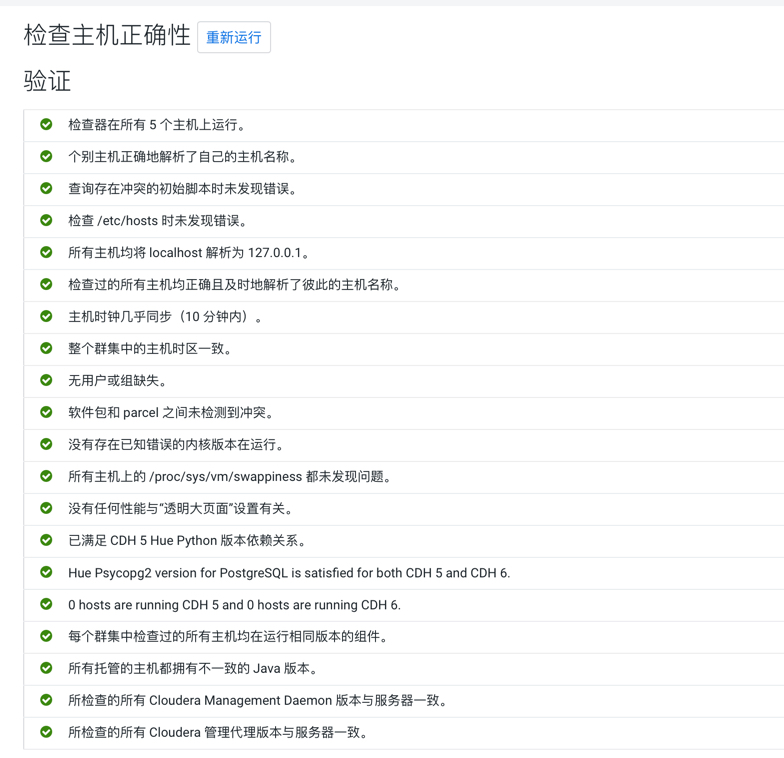 检查主机正确性 重新运行
验证
检查器在所有 5 个主机上运行。
个别主机正确地解析了自己的主机名称。
查询存在冲突的初始脚本时未发现错误。
检查 /etc/hosts 时未发现错误。
所有主机均将 localhost 解析为 127.0.0.1。
检查过的所有主机均正确且及时地解析了彼此的主机名称。
主机时钟几乎同步（10 分钟内）。
整个群集中的主机时区一致。
无用户或组缺失。
软件包和 parcel 之间未检测到冲突。
没有存在已知错误的内核版本在运行。
所有主机上的 /proc/sys/vm/swappiness 都未发现问题。
没有任何性能与“透明大页面”设置有关。
已满足 CDH 5 Hue Python 版本依赖关系。
Hue Psycopg2 version for PostgreSQL is satisfied for both CDH 5 and CDH 6.
0 hosts are running CDH 5 and 0 hosts are running CDH 6.
每个群集中检查过的所有主机均在运行相同版本的组件。
所有托管的主机都拥有不一致的 Java 版本。
所检查的所有 Cloudera Management Daemon 版本与服务器一致。
所检查的所有 Cloudera 管理代理版本与服务器一致。